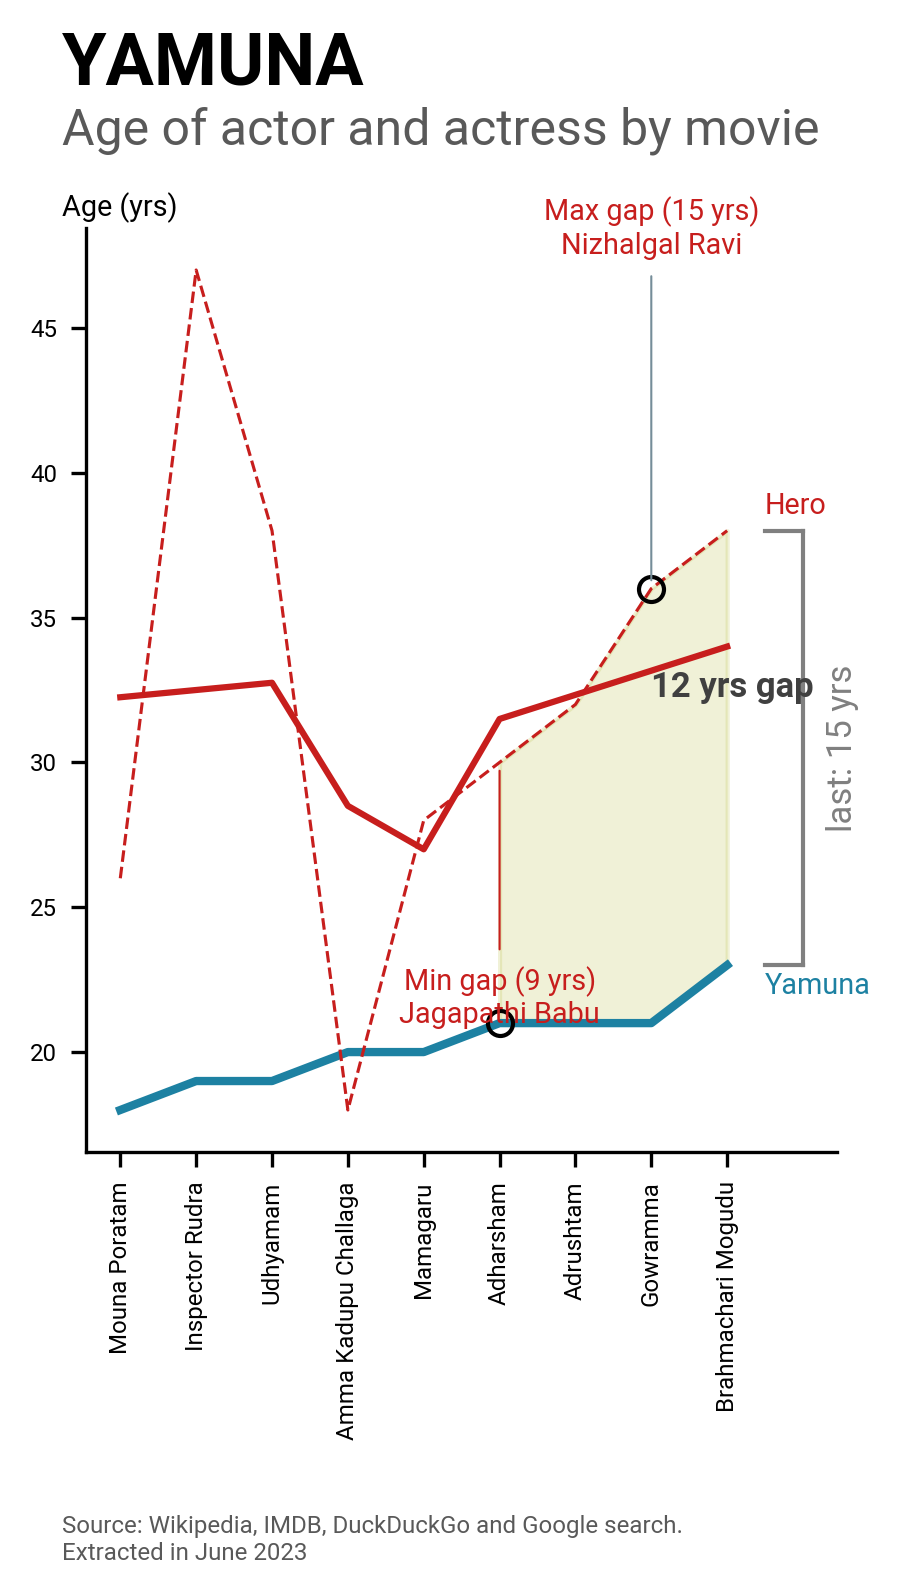 YAMUNA
Age of actor and actress by movie
Age (yrs)
Max gap (15 yrs)
Nizhalgal Ravi
45
40
35
30
25
20
Hero
12 yrs gap
last: 15 yrs
Min gap (9 yrs)
Jagapathi Babu
Yamuna
Mouna Poratam
Inspector Rudra
Udhyamam
Amma Kadupu Challaga
Mamagaru
Adharsham
Adrushtam
Gowramma
Brahmachari Mogudu
Source: Wikipedia, IMDB, DuckDuckGo and Google search.
Extracted in June 2023